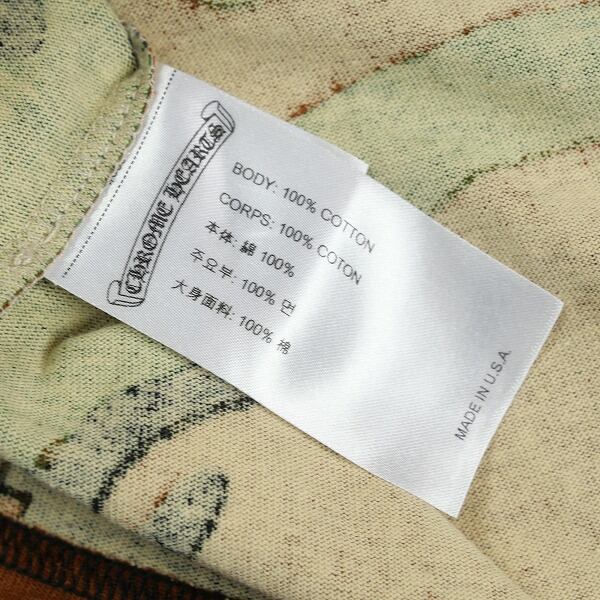 CHROME HEARTS
BODY: 100% COTTON
CORPS: 100% COTON
本体: 綿 100%
주요부: 100% 면
大身面料: 100% 棉
MADE IN U.S.A.